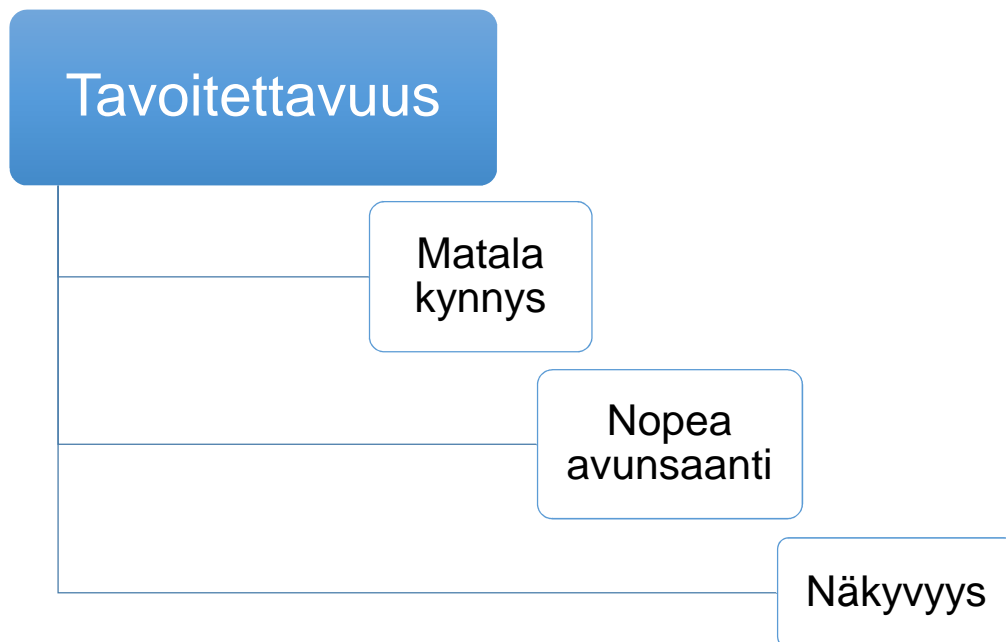 Tavoitettavuus
Matala
kynnys
Nopea
avunsaanti
Näkyvyys